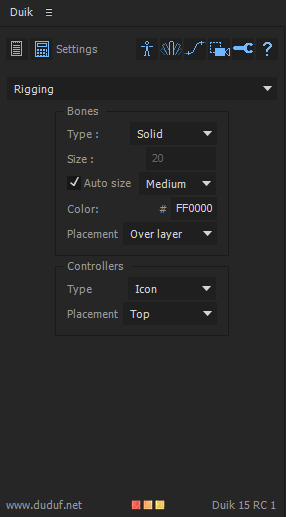 Duik
Settings ?
Rigging
Bones
Type : Solid
Size : 20
Auto size Medium
Color: # FF0000
Placement Over layer
Controllers
Type Icon
Placement Top
www.duduf.net Duik 15 RC 1